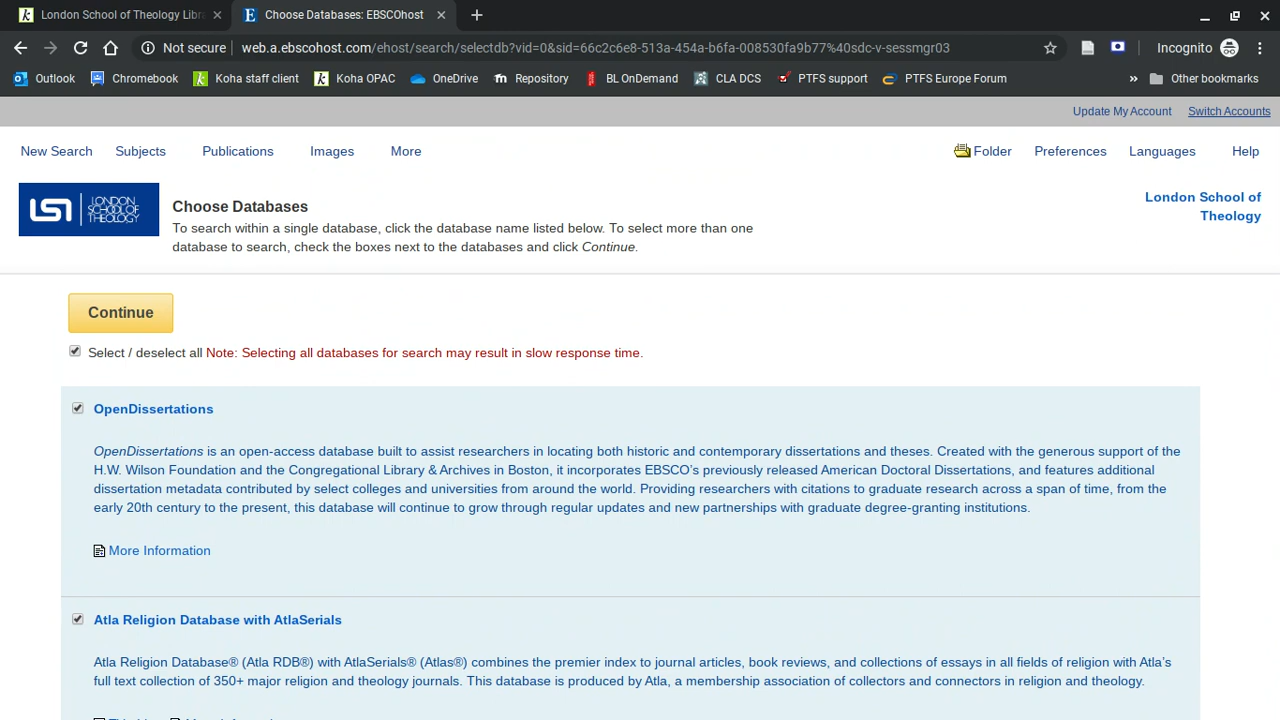 London School of Theology Libr
Choose Databases: EBSCOhost
Not secure
web.a.ebscohost.com/ehost/search/selectdb?vid=0&sid=66c2c6e8-513a-454a-b6fa-008530fa9b77%40sdc-v-sessmgr03
Incognito
Outlook
Chromebook
Koha staff client
Koha OPAC
OneDrive
Repository
BL OnDemand
CLA DCS
PTFS support
PTFS Europe Forum
»
Other bookmarks
Update My Account
Switch Accounts
New Search
Subjects
Publications
Images
More
Folder
Preferences
Languages
Help
LST LONDON SCHOOL OF THEOLOGY
Choose Databases
To search within a single database, click the database name listed below. To select more than one
database to search, check the boxes next to the databases and click Continue.
London School of
Theology
Continue
Select / deselect all Note: Selecting all databases for search may result in slow response time.
OpenDissertations
OpenDissertations is an open-access database built to assist researchers in locating both historic and contemporary dissertations and theses. Created with the generous support of the
H.W. Wilson Foundation and the Congregational Library & Archives in Boston, it incorporates EBSCO's previously released American Doctoral Dissertations, and features additional
dissertation metadata contributed by select colleges and universities from around the world. Providing researchers with citations to graduate research across a span of time, from the
early 20th century to the present, this database will continue to grow through regular updates and new partnerships with graduate degree-granting institutions.
More Information
Atla Religion Database with AtlaSerials
Atla Religion Database® (Atla RDB®) with AtlaSerials® (Atlas®) combines the premier index to journal articles, book reviews, and collections of essays in all fields of religion with Atla's
full text collection of 350+ major religion and theology journals. This database is produced by Atla, a membership association of collectors and connectors in religion and theology.